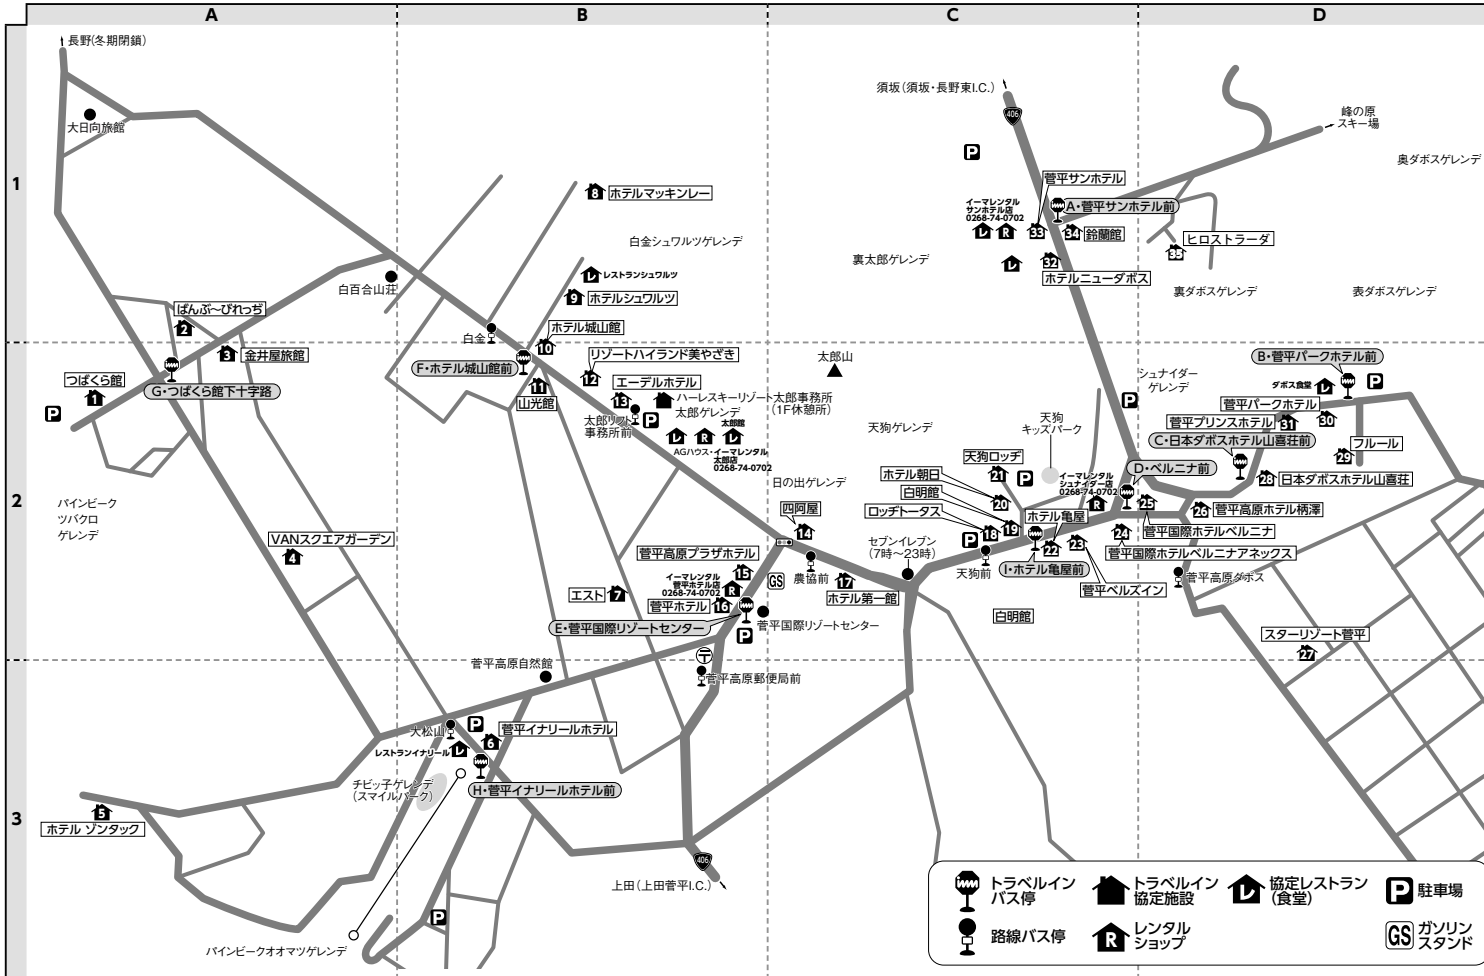 A
B
C
D
1
2
3
長野(冬期閉鎖)
大日向旅館
8
ホテルマッキンレー
白金シュワルツゲレンデ
レ
レストランシュワルツ
9
ホテルシュワルツ
白百合山荘
ばんぶ〜びれっぢ
2
3
金井屋旅館
つばくら館
1
P
G・つばくら館下十字路
白金
ホテル城山館
10
F・ホテル城山館前
リゾートハイランド美やざき
12
11
山光館
エーデルホテル
13
ハーレスキーリゾート太郎事務所
(1F休憩所)
太郎リフト
事務所前
P
太郎ゲレンデ
太郎館
レ
R
レ
AGハウス・イーマレンタル
太郎店
0268-74-0702
太郎山
須坂(須坂・長野東I.C.)
406
峰の原
スキー場
奥ダボスゲレンデ
P
菅平サンホテル
イーマレンタル
サンホテル店
0268-74-0702
A・菅平サンホテル前
レ
R
33
34
鈴蘭館
レ
32
ホテルニューダボス
裏太郎ゲレンデ
ヒロストラーダ
35
裏ダボスゲレンデ
表ダボスゲレンデ
B・菅平パークホテル前
シュナイダー
ゲレンデ
ダボス食堂
レ
P
P
菅平パークホテル
30
菅平プリンスホテル
31
C・日本ダボスホテル山喜荘前
フルール
29
28
日本ダボスホテル山喜荘
天狗ゲレンデ
天狗
キッズパーク
天狗ロッヂ
21
P
D・ベルニナ前
イーマレンタル
シュナイダー店
0268-74-0702
R
ホテル朝日
20
白明館
19
ロッヂトータス
18
P
ホテル亀屋
22
23
24
25
26
菅平高原ホテル柄澤
菅平国際ホテルベルニナ
菅平国際ホテルベルニナアネックス
天狗前
I・ホテル亀屋前
菅平ベルズイン
菅平高原ダボス
日の出ゲレンデ
四阿屋
14
セブンイレブン
(7時〜23時)
農協前
17
ホテル第一館
白明館
スターリゾート菅平
27
パインビーク
ツバクロ
ゲレンデ
VANスクエアガーデン
4
菅平高原プラザホテル
15
イーマレンタル
菅平ホテル店
0268-74-0702
R
GS
エスト
7
菅平ホテル
16
E・菅平国際リゾートセンター
菅平国際リゾートセンター
P
〒
菅平高原郵便局前
菅平高原自然館
大松山
P
6
菅平イナリールホテル
レストランイナリール
レ
H・菅平イナリールホテル前
チビッ子ゲレンデ
(スマイルパーク)
5
ホテル ゾンタック
406
上田(上田菅平I.C.)
P
パインビークオオマツゲレンデ
トラベルイン
バス停
トラベルイン
協定施設
レ
協定レストラン
(食堂)
P
駐車場
路線バス停
R
レンタル
ショップ
GS
ガソリン
スタンド